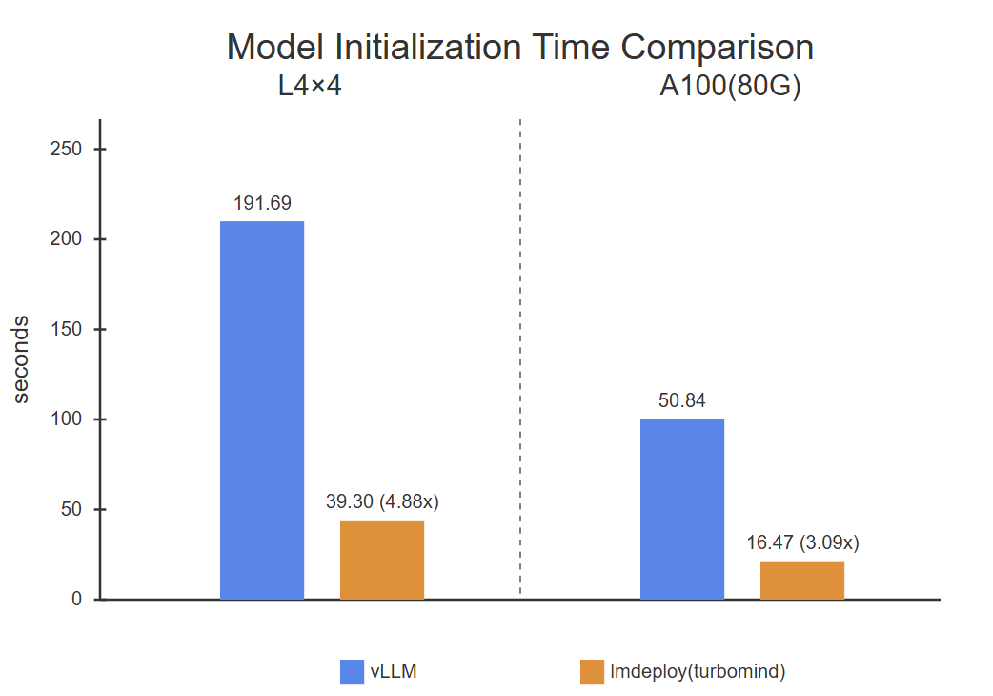 Model Initialization Time Comparison
L4×4
A100(80G)
250
200
150
100
50
0
seconds
191.69
39.30 (4.88x)
50.84
16.47 (3.09x)
vLLM
lmdeploy(turbomind)